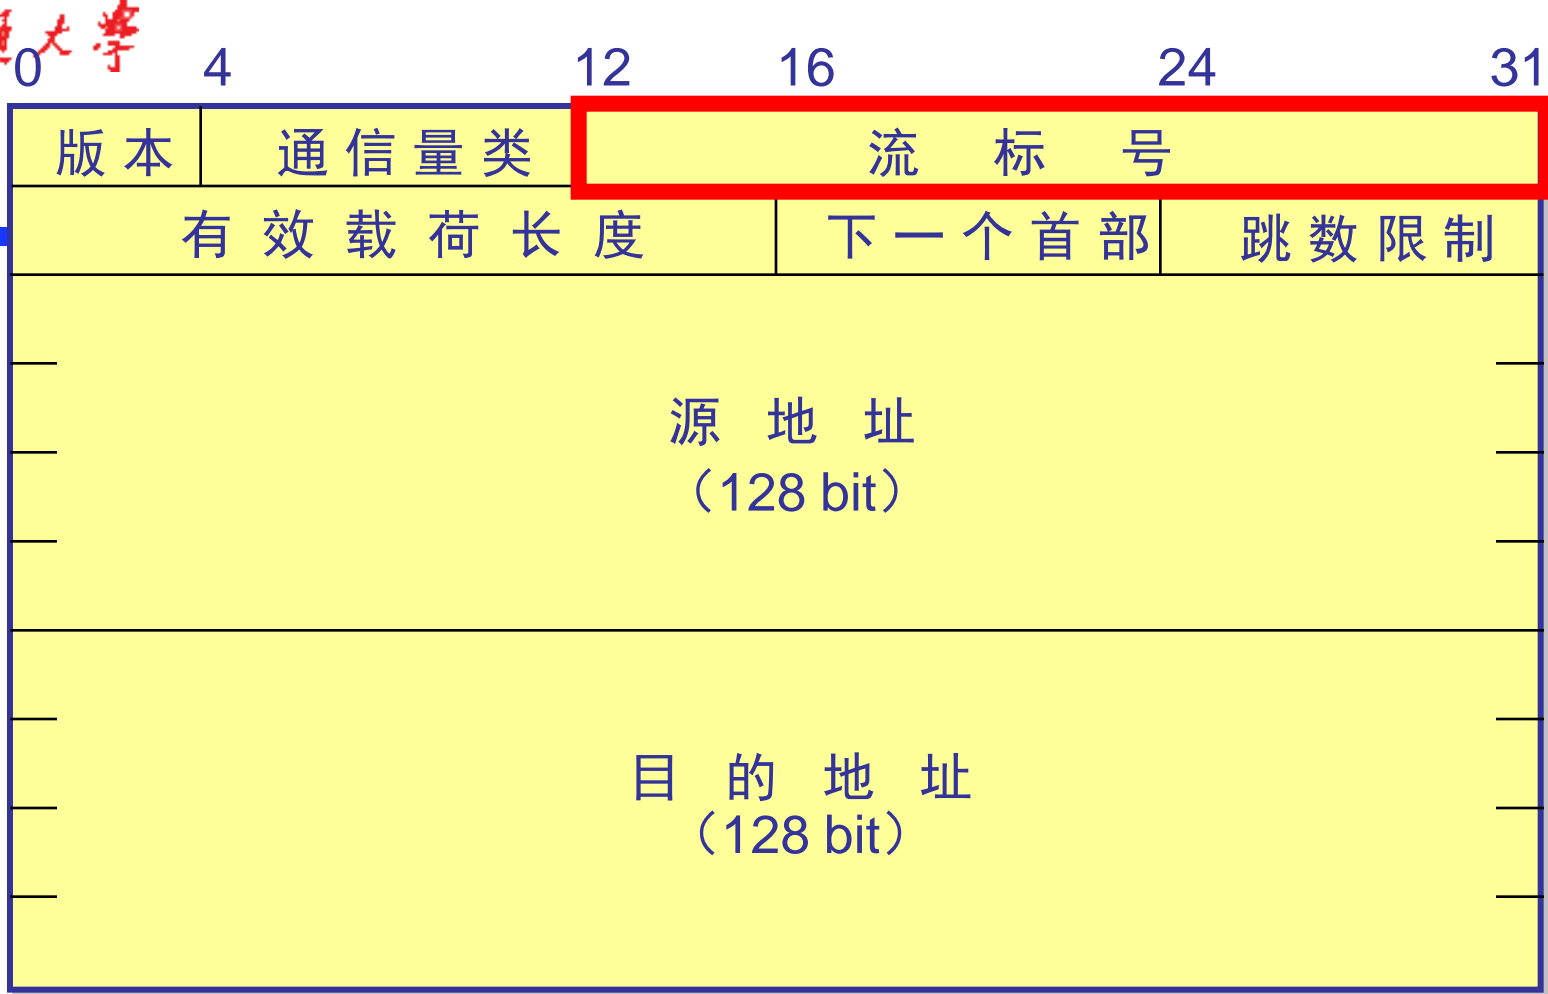 大学
0 4 12 16 24 31
版本 通信量类 流标号
有效载荷长度 下一个首部 跳数限制
源地址
（128 bit）
目的地址
（128 bit）